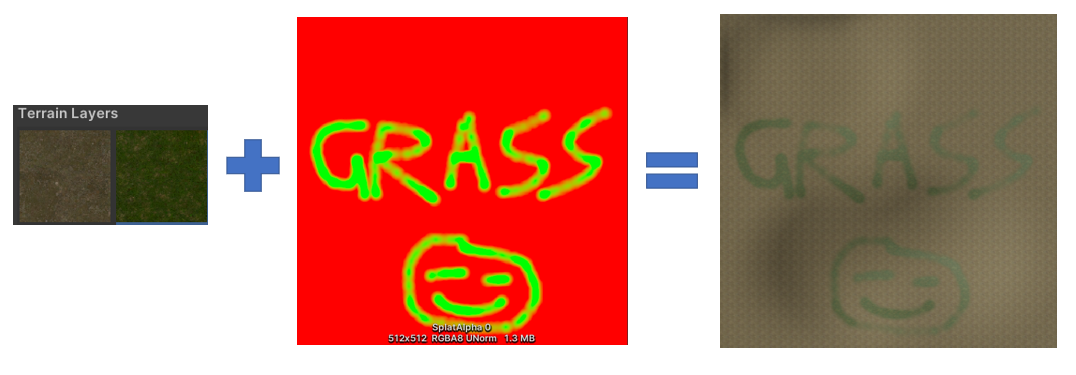 Terrain Layers
GRASS
SplatAlpha 0
512x512 RGBA8 UNorm 1.3 MB
GRASS